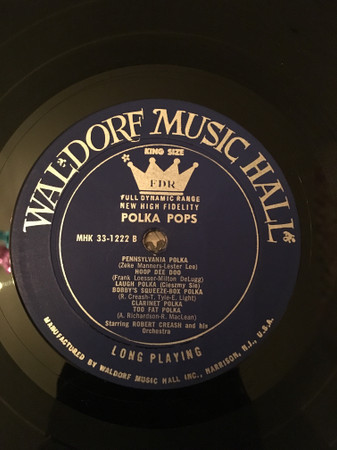 WALDORF MUSIC HALL
KING SIZE
FDR
FULL DYNAMIC RANGE
NEW HIGH FIDELITY
POLKA POPS
MHK 33-1222 B
PENNSYLVANIA POLKA
(Zeke Manners-Lester Lee)
HOOP DEE DOO
(Frank Loesser-Milton DeLugg)
LAUGH POLKA (Cieszmy Sie)
BOBBY'S SQUEEZE-BOX POLKA
(R. Creash-T. Tyle-E. Light)
CLARINET POLKA
TOO FAT POLKA
(A. Richardson-R. MacLean)
Starring ROBERT CREASH and his
Orchestra
LONG PLAYING
MANUFACTURED BY WALDORF MUSIC HALL INC., HARRISON, N.J., U.S.A.